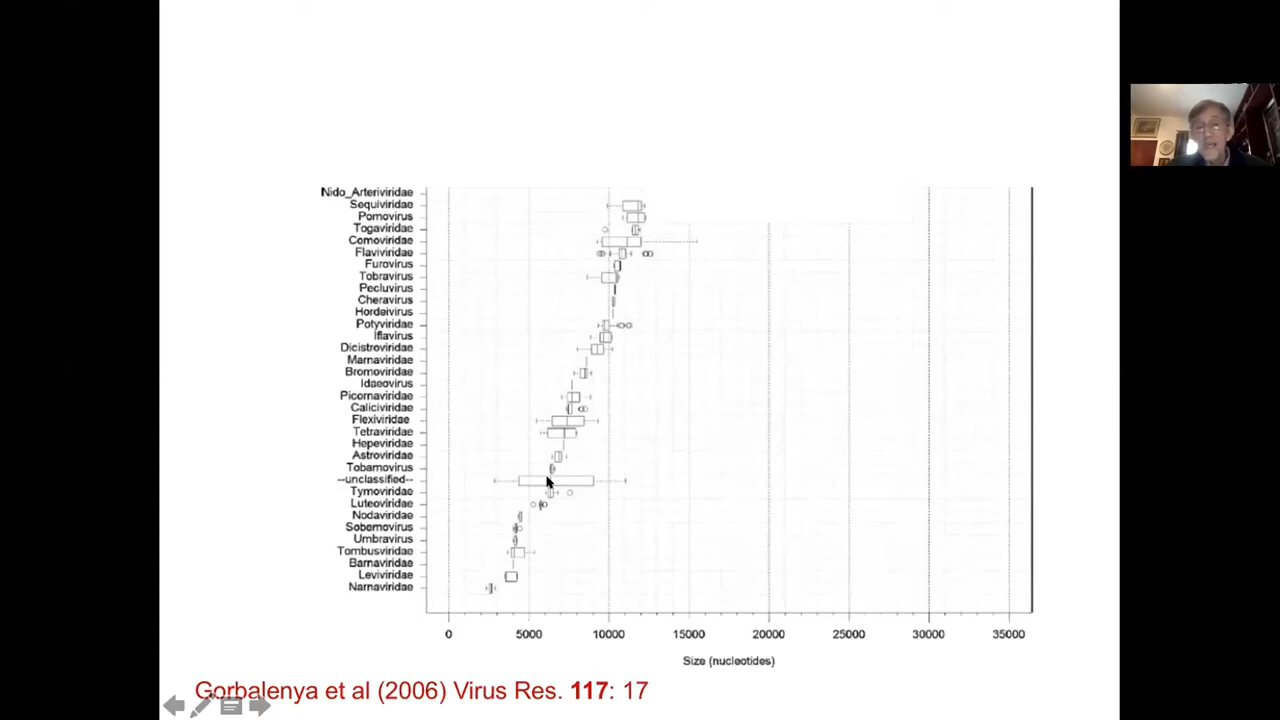 Nido_Arteriviridae
Sequiviridae
Pomovirus
Togaviridae
Comoviridae
Flaviviridae
Furovirus
Tobravirus
Pecluvirus
Cheravirus
Hordeivirus
Potyviridae
Iflavirus
Dicistroviridae
Marnaviridae
Bromoviridae
Idaeovirus
Picornaviridae
Caliciviridae
Flexiviridae
Tetraviridae
Hepeviridae
Astroviridae
Tobamovirus
--unclassified--
Tymoviridae
Luteoviridae
Nodaviridae
Sobemovirus
Umbravirus
Tombusviridae
Barnaviridae
Leviviridae
Narnaviridae
0 5000 10000 15000 20000 25000 30000 35000
Size (nucleotides)
Gorbalenya et al (2006) Virus Res. 117: 17